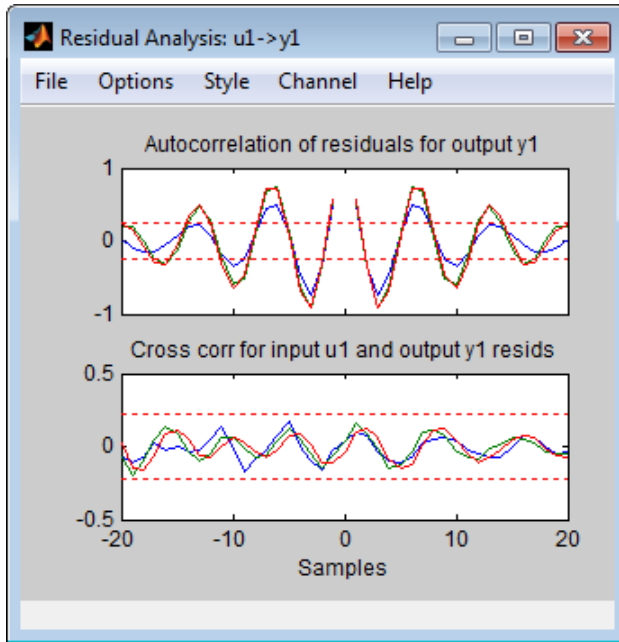 Residual Analysis: u1->y1
File Options Style Channel Help
Autocorrelation of residuals for output y1
1
0
-1
Cross corr for input u1 and output y1 resids
0.5
0
-0.5
-20 -10 0 10 20
Samples